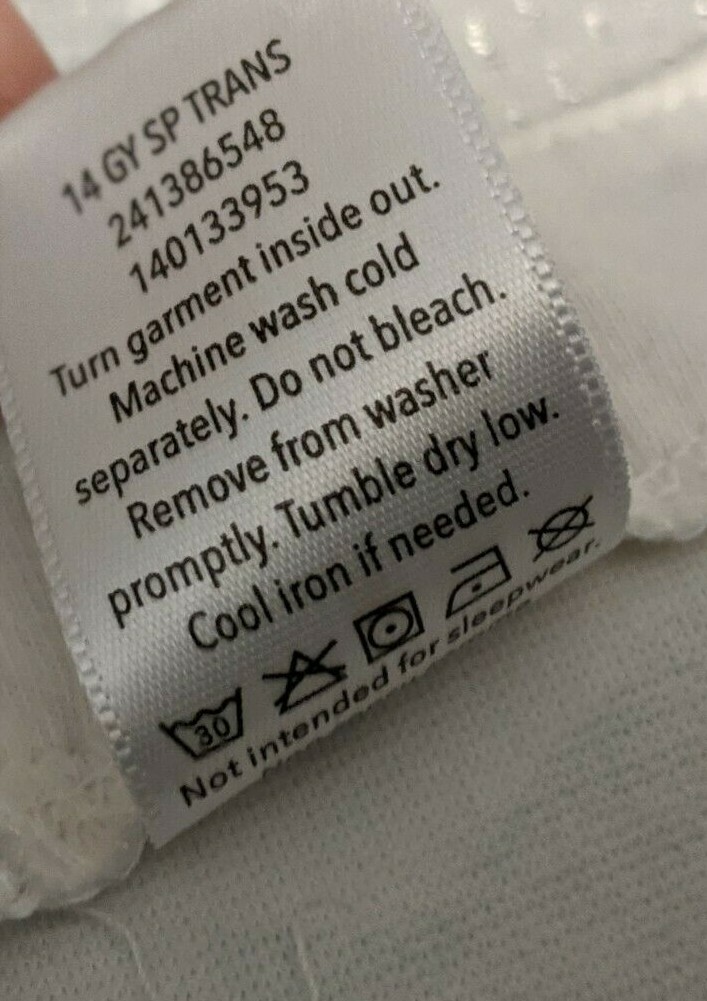 14 GY SP TRANS
241386548
140133953
Turn garment inside out.
Machine wash cold
separately. Do not bleach.
Remove from washer
promptly. Tumble dry low.
Cool iron if needed.
30
Not intended for sleepwear.